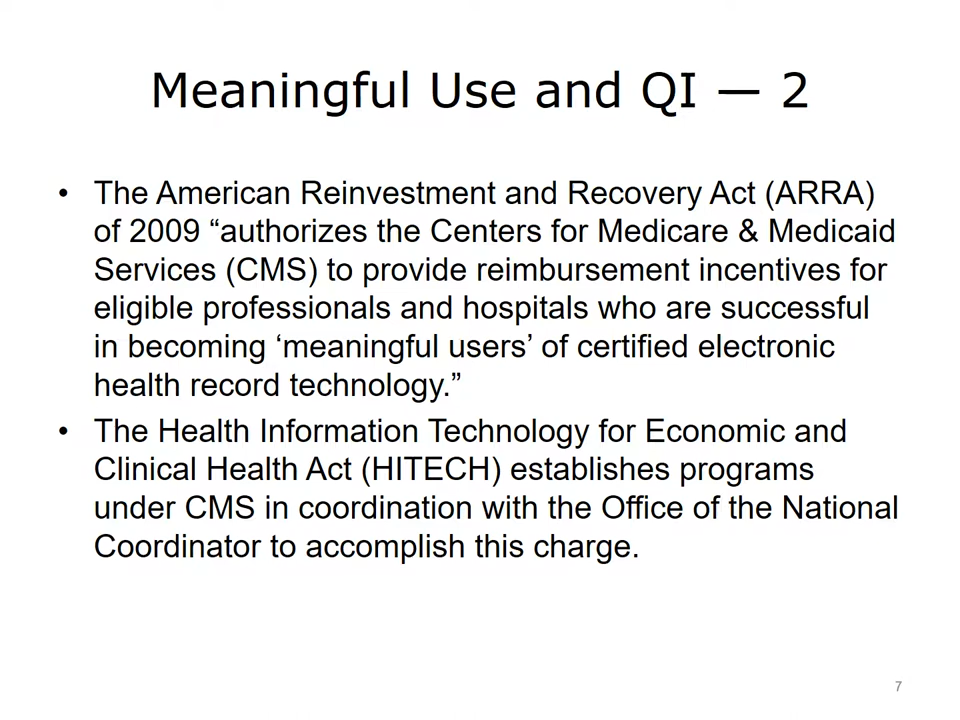 Meaningful Use and QI — 2
• The American Reinvestment and Recovery Act (ARRA)
of 2009 “authorizes the Centers for Medicare & Medicaid
Services (CMS) to provide reimbursement incentives for
eligible professionals and hospitals who are successful
in becoming ‘meaningful users’ of certified electronic
health record technology.”
• The Health Information Technology for Economic and
Clinical Health Act (HITECH) establishes programs
under CMS in coordination with the Office of the National
Coordinator to accomplish this charge.
7